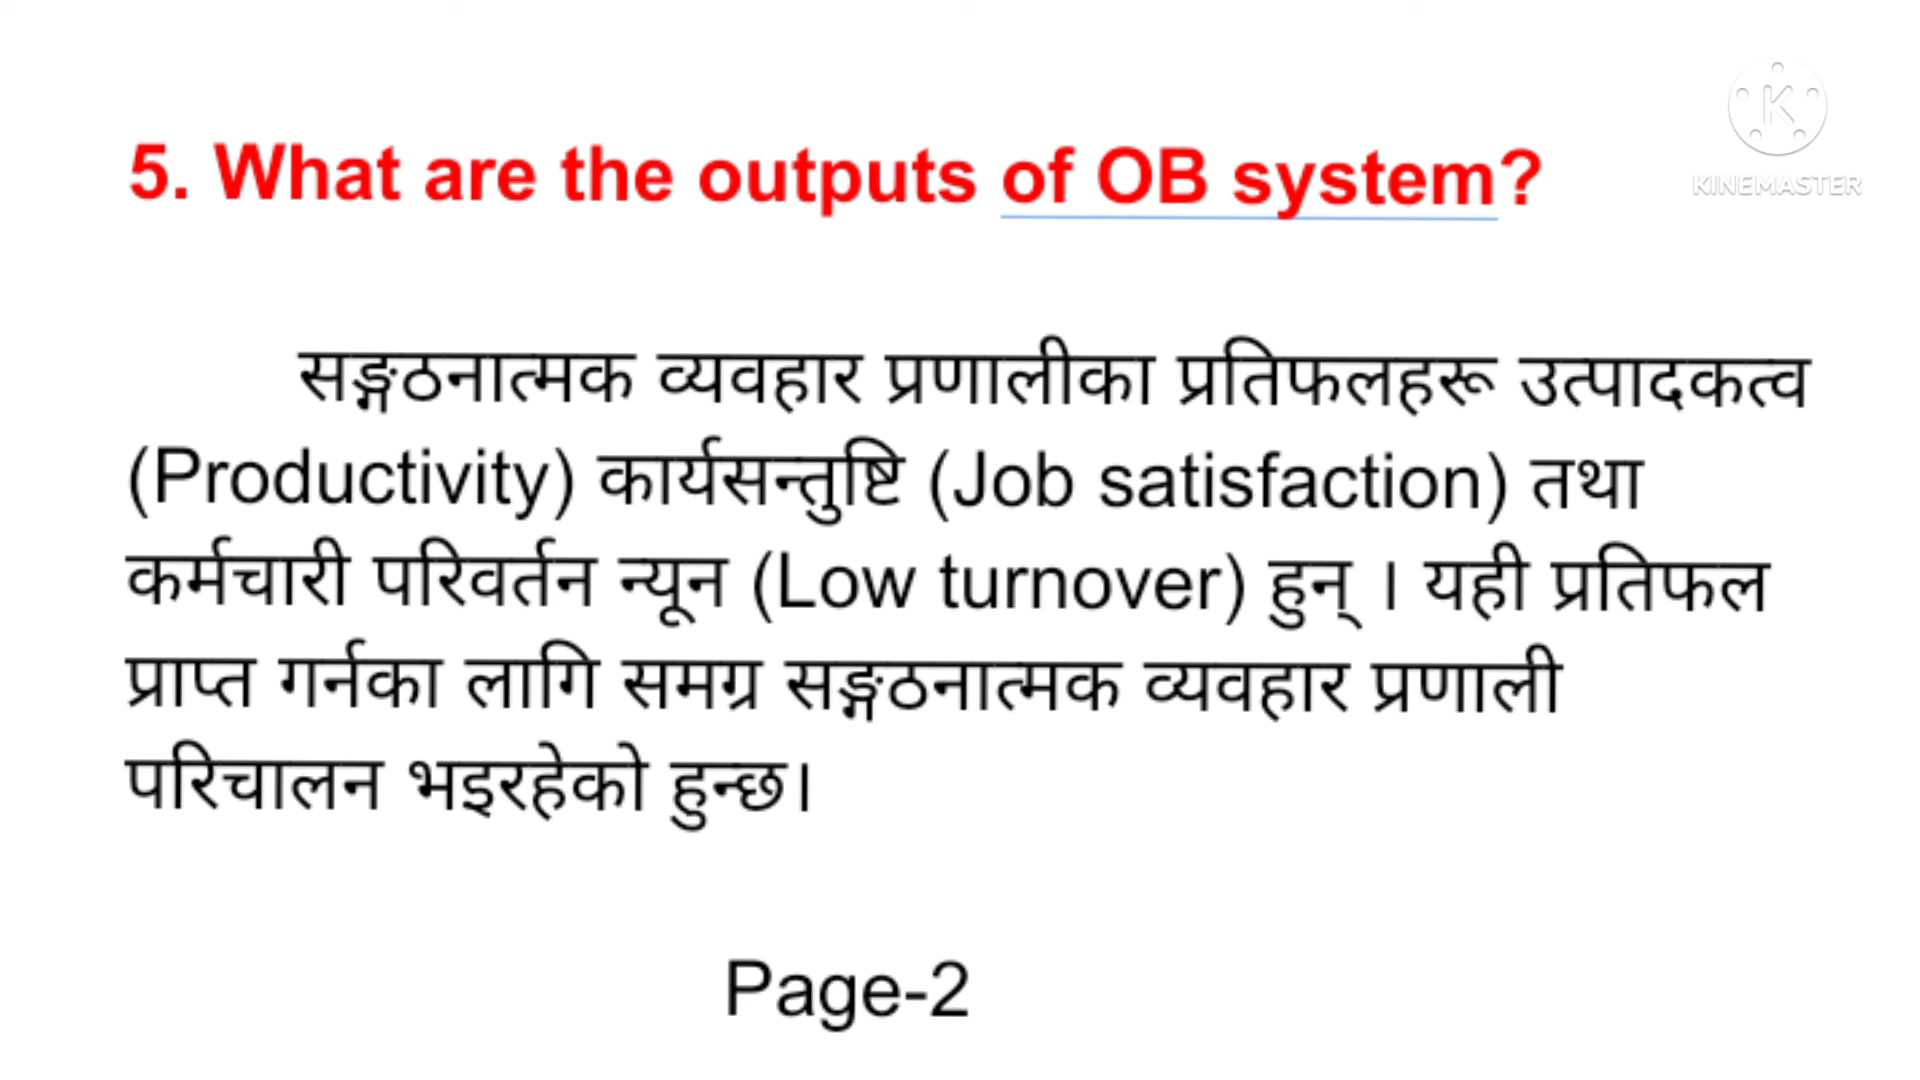 5. What are the outputs of OB system?
KINEMASTER
सङ्गठनात्मक व्यवहार प्रणालीका प्रतिफलहरू उत्पादकत्व
(Productivity) कार्यसन्तुष्टि (Job satisfaction) तथा
कर्मचारी परिवर्तन न्यून (Low turnover) हुन् । यही प्रतिफल
प्राप्त गर्नका लागि समग्र सङ्गठनात्मक व्यवहार प्रणाली
परिचालन भइरहेको हुन्छ।
Page-2